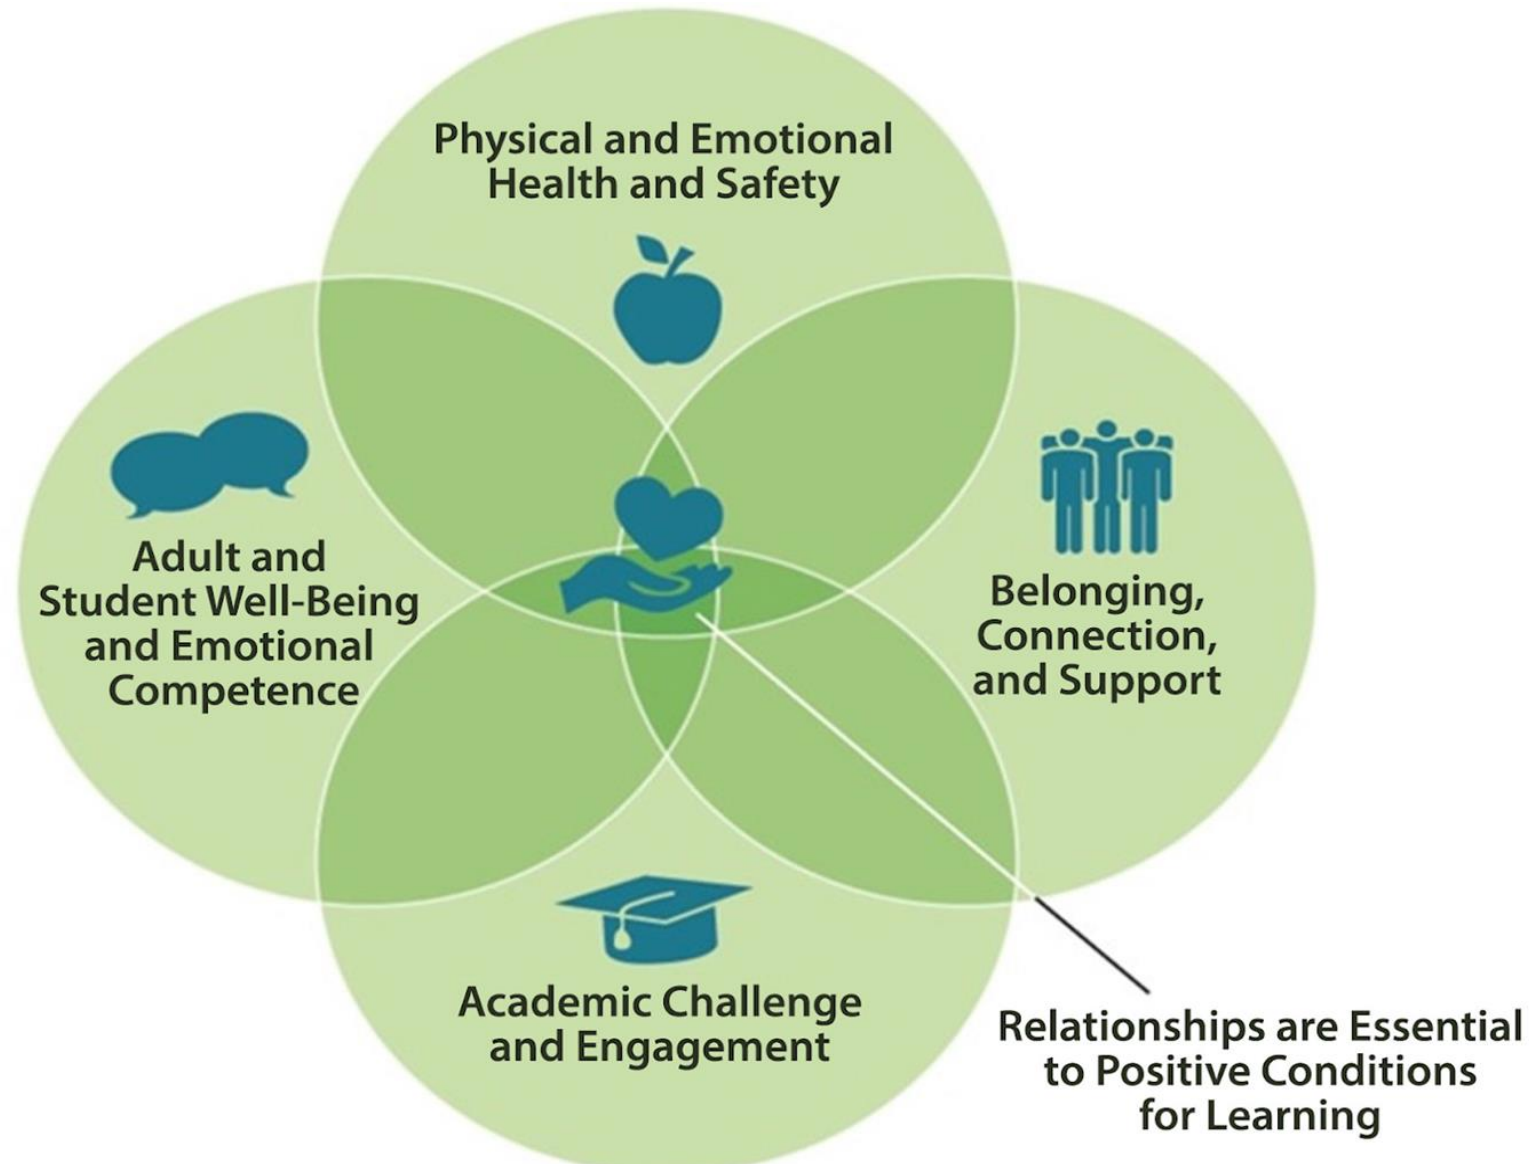 Physical and Emotional
Health and Safety
Adult and
Student Well-Being
and Emotional
Competence
Belonging,
Connection,
and Support
Academic Challenge
and Engagement
Relationships are Essential
to Positive Conditions
for Learning